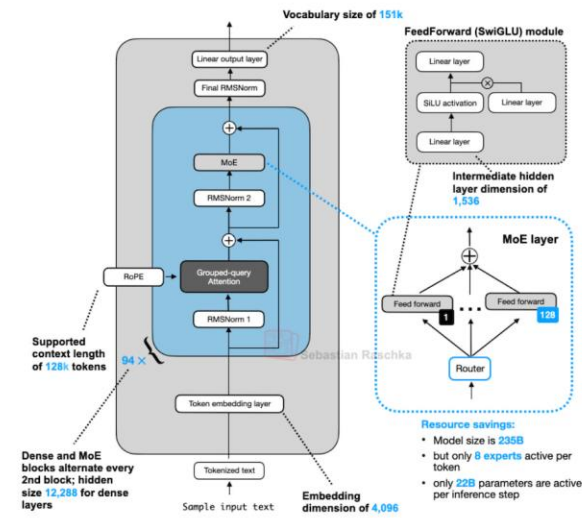 Vocabulary size of 151k
Linear output layer
Final RMSNorm
MoE
RMSNorm 2
RoPE
Grouped-query
Attention
RMSNorm 1
Sebastian Raschka
Supported
context length
of 128k tokens
94 ×
Token embedding layer
Dense and MoE
blocks alternate every
2nd block; hidden
size 12,288 for dense
layers
Tokenized text
Sample input text
Embedding
dimension of 4,096
FeedForward (SwiGLU) module
Linear layer
SiLU activation
Linear layer
Linear layer
Intermediate hidden
layer dimension of
1,536
MoE layer
Feed forward
1
Feed forward
128
Router
Resource savings:
• Model size is 235B
• but only 8 experts active per
token
• only 22B parameters are active
per inference step